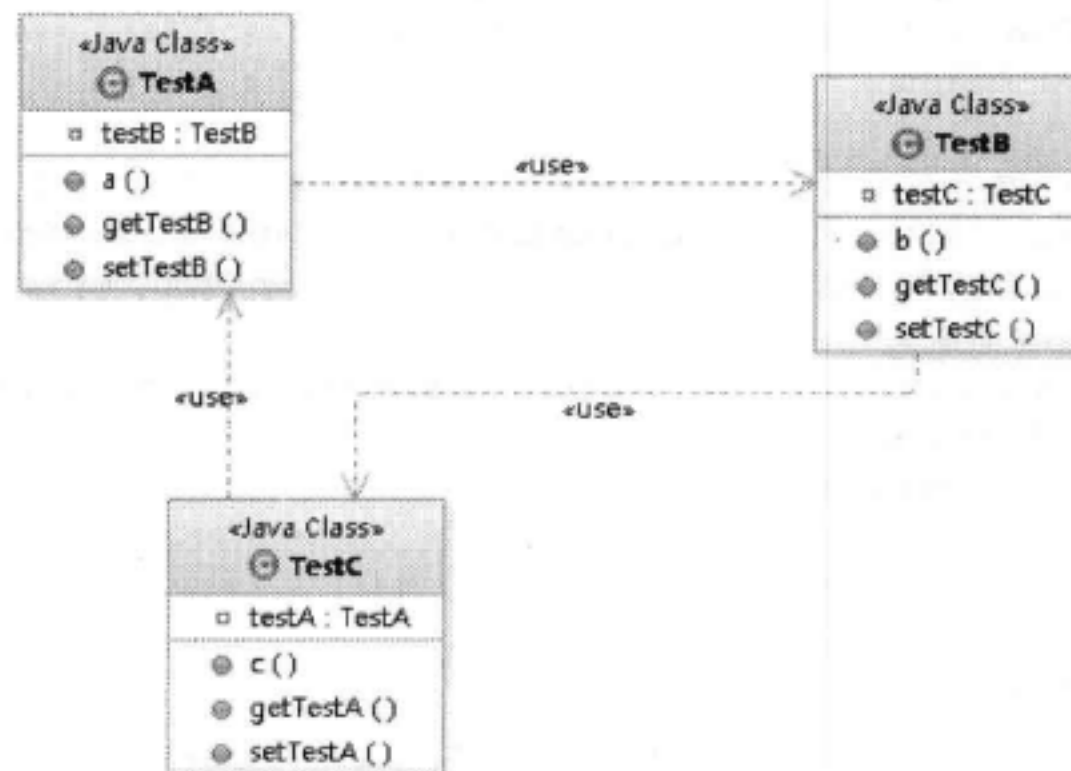 «Java Class»
TestA
testB : TestB
a ()
getTestB ()
setTestB ()
«use»
«Java Class»
TestB
testC : TestC
b ()
getTestC ()
setTestC ()
«use»
«use»
«Java Class»
TestC
testA : TestA
c ()
getTestA ()
setTestA ()